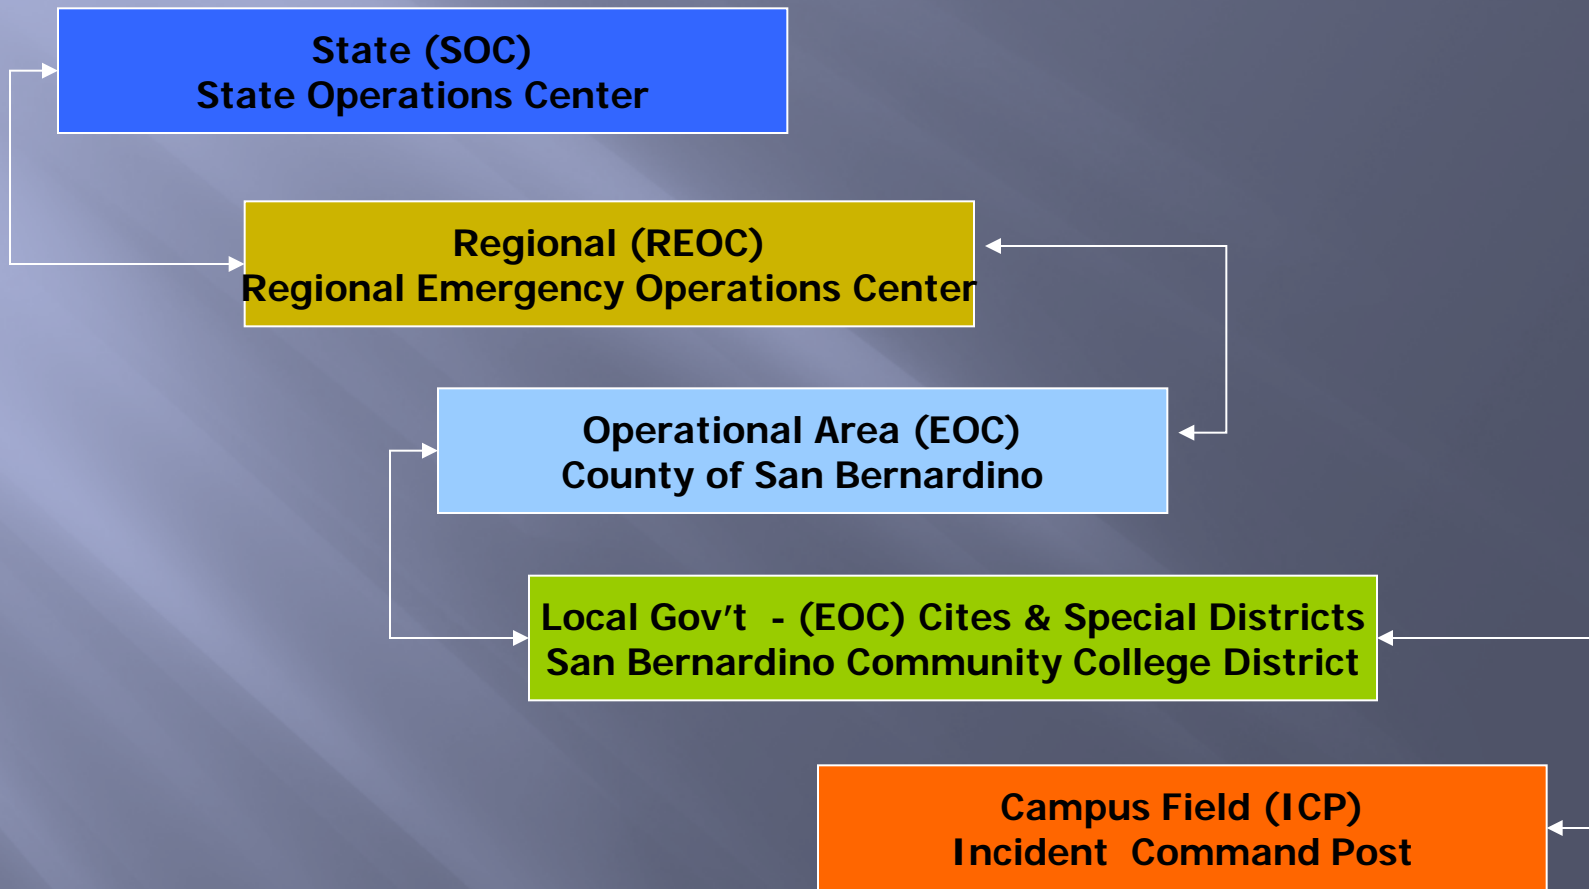 State (SOC)
State Operations Center
Regional (REOC)
Regional Emergency Operations Center
Operational Area (EOC)
County of San Bernardino
Local Gov’t  - (EOC) Cites & Special Districts
San Bernardino Community College District
Campus Field (ICP)
Incident  Command Post